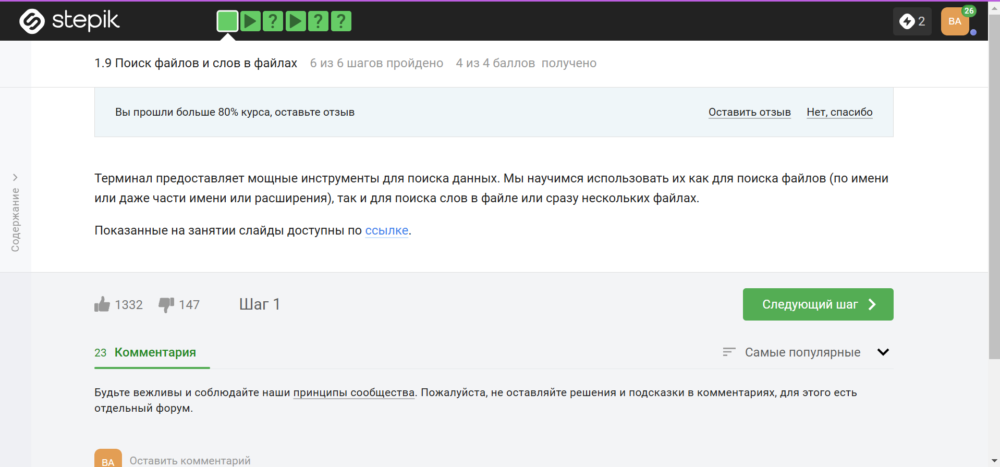 stepik
? ? ?
2
BA
26
1.9 Поиск файлов и слов в файлах 6 из 6 шагов пройдено 4 из 4 баллов получено
Вы прошли больше 80% курса, оставьте отзыв Оставить отзыв Нет, спасибо
Содержание
Терминал предоставляет мощные инструменты для поиска данных. Мы научимся использовать их как для поиска файлов (по имени
или даже части имени или расширения), так и для поиска слов в файле или сразу нескольких файлах.
Показанные на занятии слайды доступны по ссылке.
1332 147 Шаг 1 Следующий шаг
23 Комментария Самые популярные
Будьте вежливы и соблюдайте наши принципы сообщества. Пожалуйста, не оставляйте решения и подсказки в комментариях, для этого есть
отдельный форум.
BA Оставить комментарий